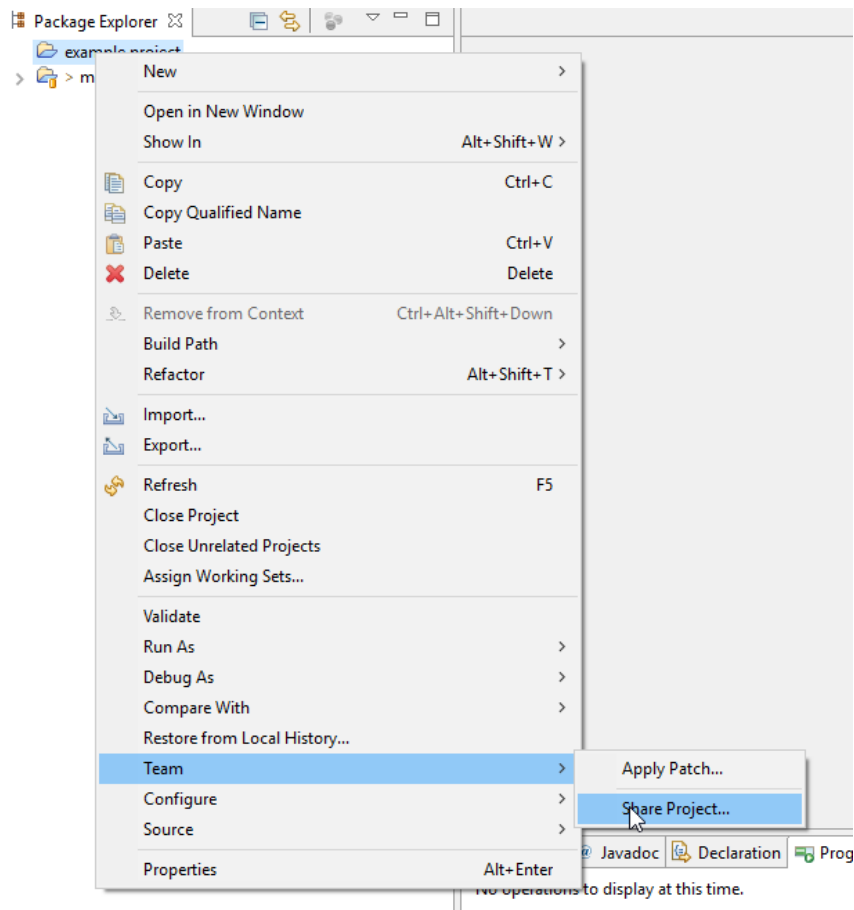 Package Explorer
example project
> m
New
Open in New Window
Show In Alt+Shift+W
Copy Ctrl+C
Copy Qualified Name
Paste Ctrl+V
Delete Delete
Remove from Context Ctrl+Alt+Shift+Down
Build Path
Refactor Alt+Shift+T
Import...
Export...
Refresh F5
Close Project
Close Unrelated Projects
Assign Working Sets...
Validate
Run As
Debug As
Compare With
Restore from Local History...
Team
Apply Patch...
Configure
Share Project...
Source
@ Javadoc Declaration Prog
Properties Alt+Enter
No operations to display at this time.